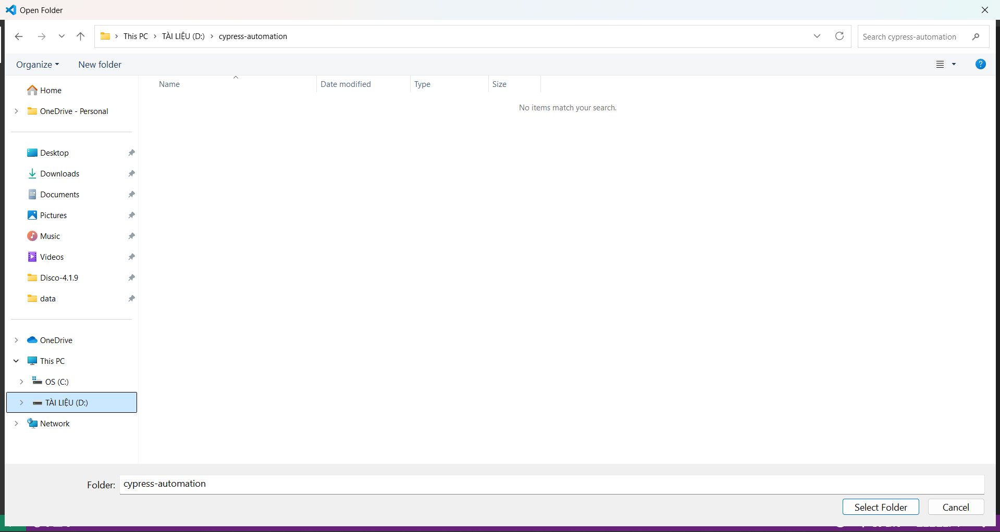 Open Folder
This PC
TÀI LIỆU (D:)
cypress-automation
Search cypress-automation
Organize
New folder
Name
Date modified
Type
Size
No items match your search.
Home
OneDrive - Personal
Desktop
Downloads
Documents
Pictures
Music
Videos
Disco-4.1.9
data
OneDrive
This PC
OS (C:)
TÀI LIỆU (D:)
Network
Folder:
cypress-automation
Select Folder
Cancel